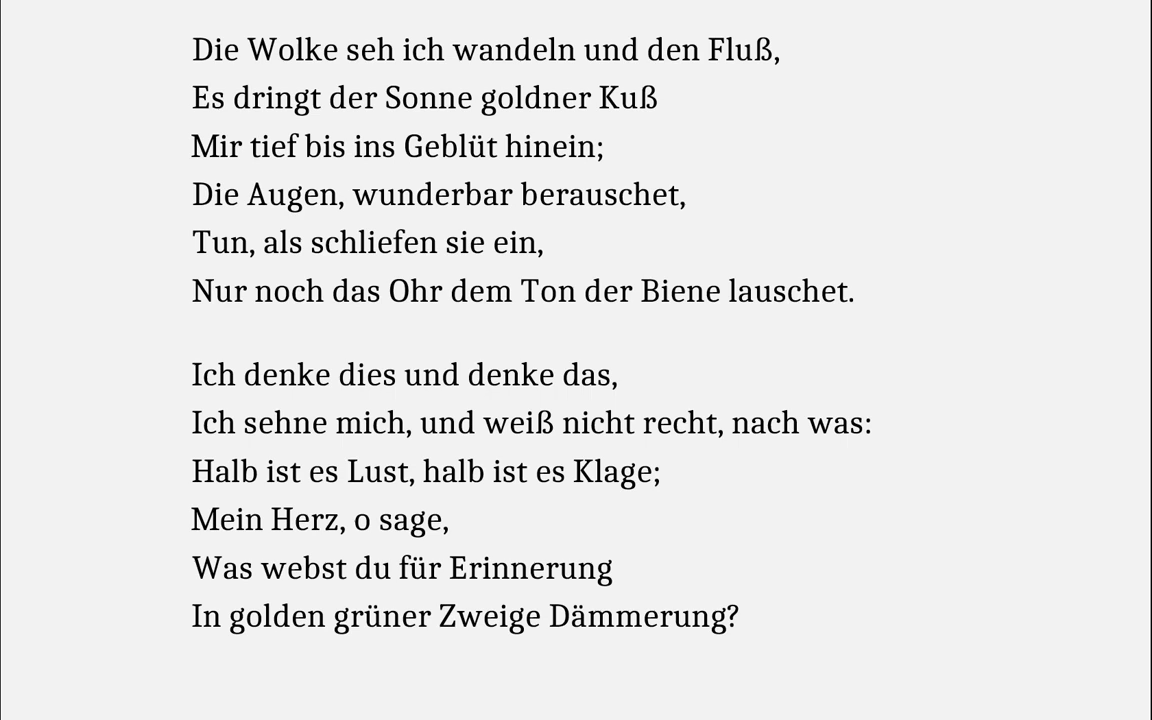 Die Wolke seh ich wandeln und den Fluß,
Es dringt der Sonne goldner Kuß
Mir tief bis ins Geblüt hinein;
Die Augen, wunderbar berauschet,
Tun, als schliefen sie ein,
Nur noch das Ohr dem Ton der Biene lauschet.

Ich denke dies und denke das,
Ich sehne mich, und weiß nicht recht, nach was:
Halb ist es Lust, halb ist es Klage;
Mein Herz, o sage,
Was webst du für Erinnerung
In golden grüner Zweige Dämmerung?